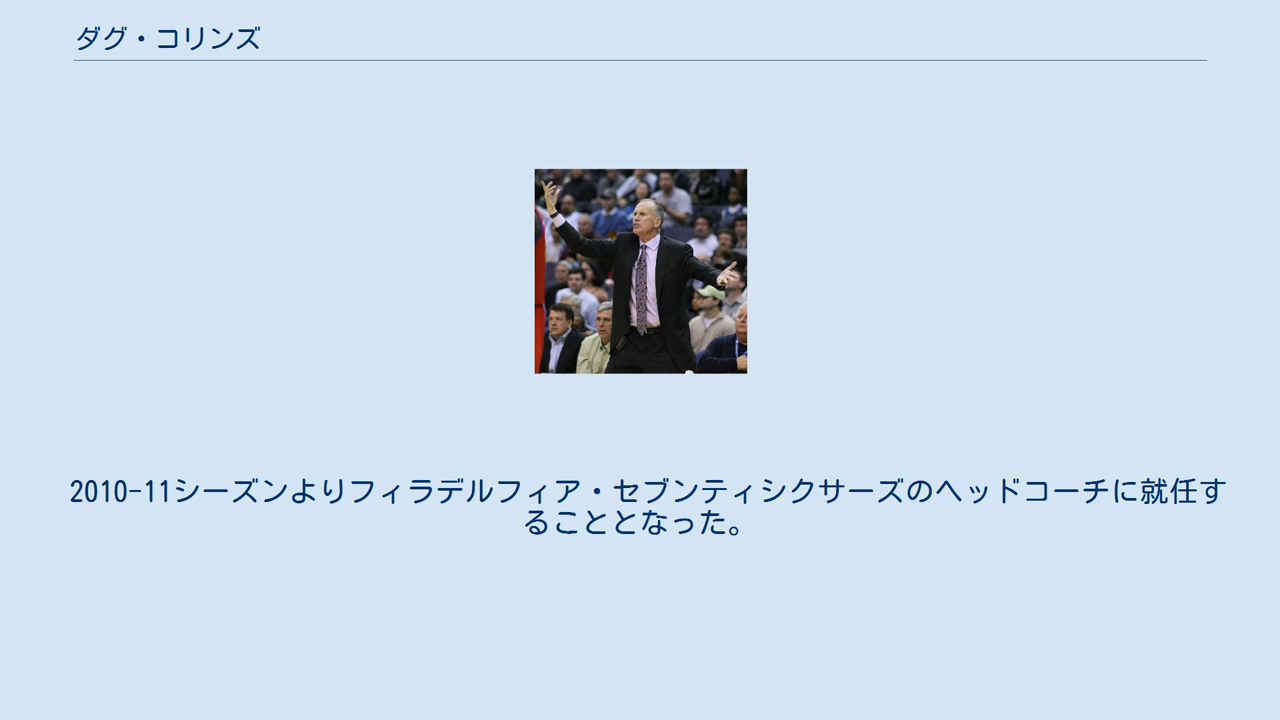 ダグ・コリンズ
2010-11シーズンよりフィラデルフィア・セブンティシクサーズのヘッドコーチに就任す
ることとなった。